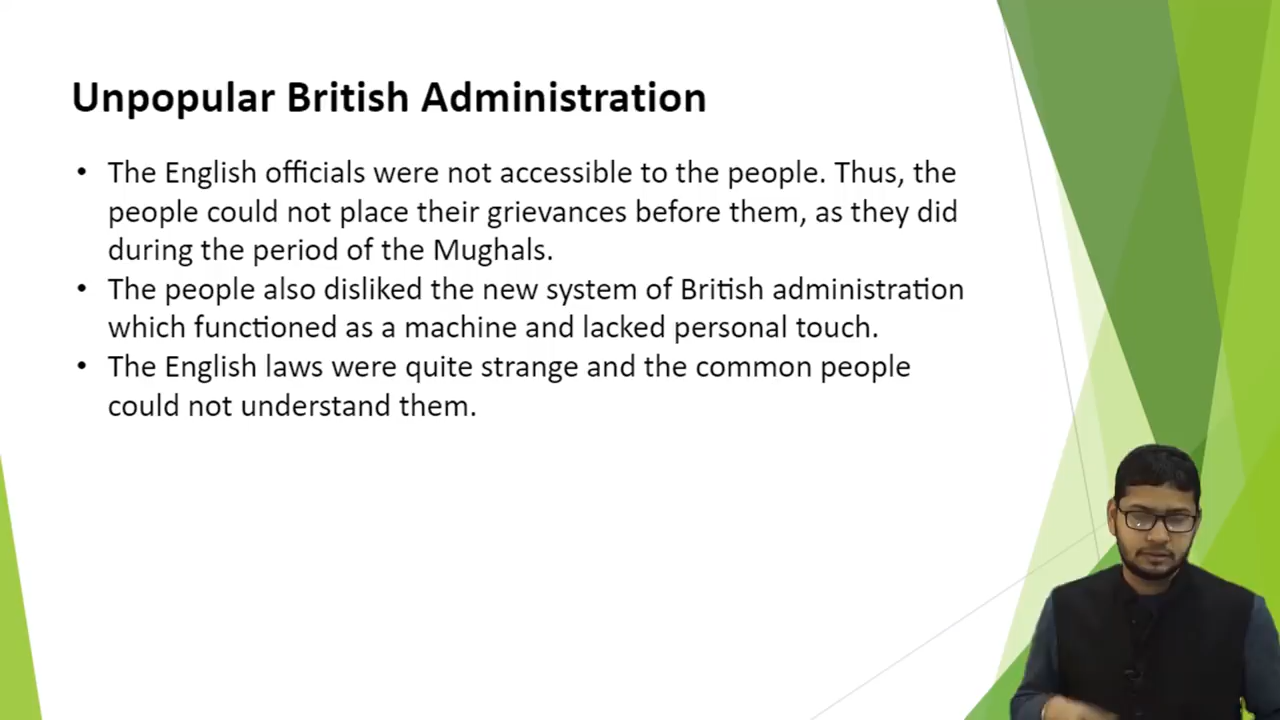 Unpopular British Administration
• The English officials were not accessible to the people. Thus, the
people could not place their grievances before them, as they did
during the period of the Mughals.
• The people also disliked the new system of British administration
which functioned as a machine and lacked personal touch.
• The English laws were quite strange and the common people
could not understand them.